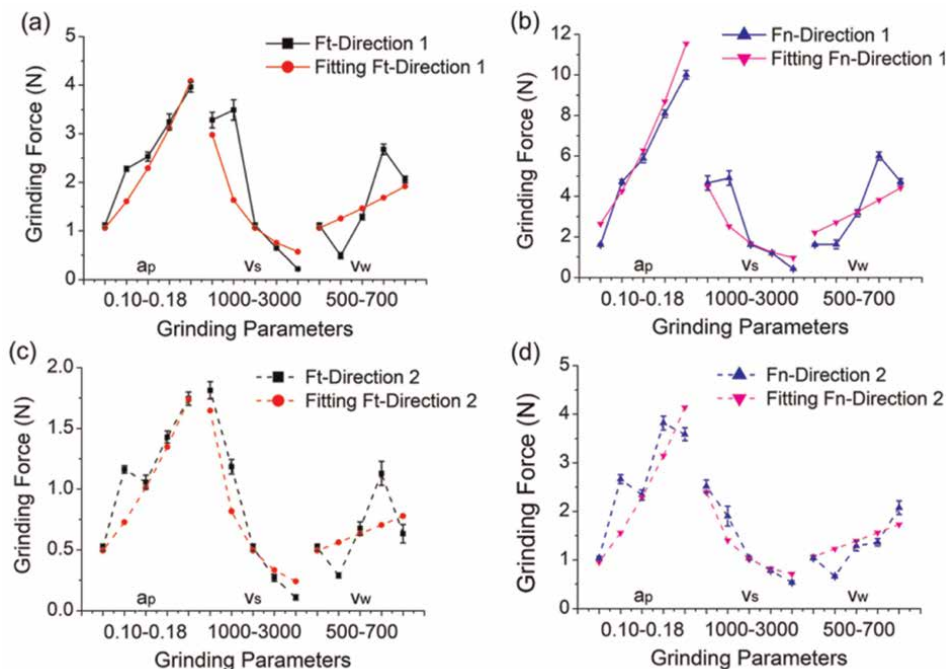 (a)
Ft-Direction 1
Fitting Ft-Direction 1
Grinding Force (N)
5
4
3
2
1
0
ap
vs
vw
0.10-0.18
1000-3000
500-700
Grinding Parameters
(b)
Fn-Direction 1
Fitting Fn-Direction 1
Grinding Force (N)
12
10
8
6
4
2
0
ap
vs
vw
0.10-0.18
1000-3000
500-700
Grinding Parameters
(c)
Ft-Direction 2
Fitting Ft-Direction 2
Grinding Force (N)
2.0
1.5
1.0
0.5
0.0
ap
vs
vw
0.10-0.18
1000-3000
500-700
Grinding Parameters
(d)
Fn-Direction 2
Fitting Fn-Direction 2
Grinding Force (N)
5
4
3
2
1
0
ap
vs
vw
0.10-0.18
1000-3000
500-700
Grinding Parameters